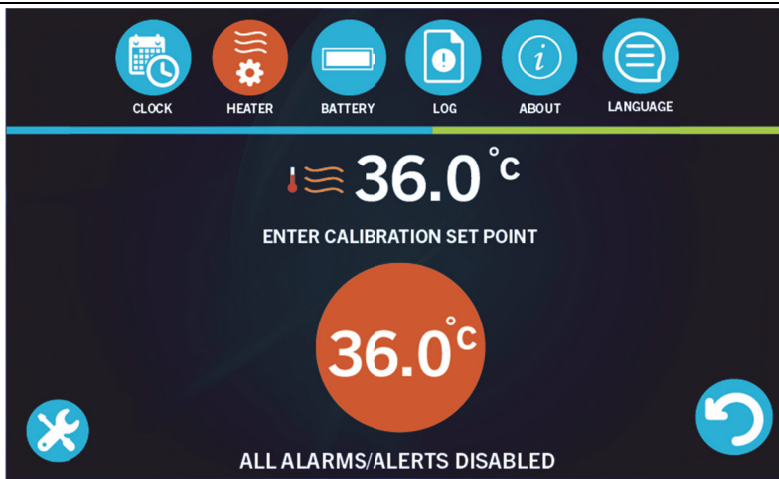 CLOCK HEATER BATTERY LOG ABOUT LANGUAGE
36.0°C
ENTER CALIBRATION SET POINT
36.0°C
ALL ALARMS/ALERTS DISABLED